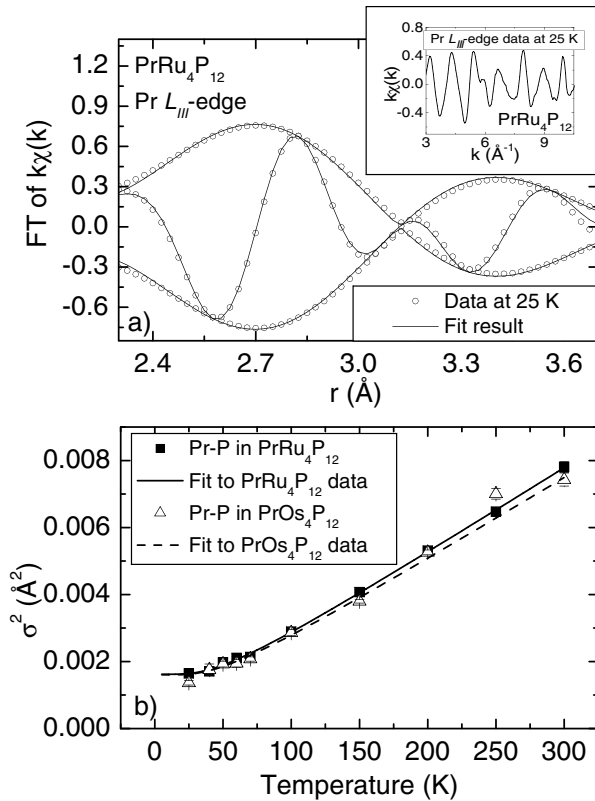 PrRu₄P₁₂
Pr L_III-edge
Pr L_III-edge data at 25 K
kχ(k)
0.8
0.4
0.0
-0.4
PrRu₄P₁₂
3
6
9
k (Å⁻¹)
FT of kχ(k)
1.2
0.9
0.6
0.3
0.0
-0.3
-0.6
a)
Data at 25 K
Fit result
2.4
2.7
3.0
3.3
3.6
r (Å)
Pr-P in PrRu₄P₁₂
Fit to PrRu₄P₁₂ data
Pr-P in PrOs₄P₁₂
Fit to PrOs₄P₁₂ data
σ² (Å²)
0.008
0.006
0.004
0.002
0.000
b)
0
50
100
150
200
250
300
Temperature (K)